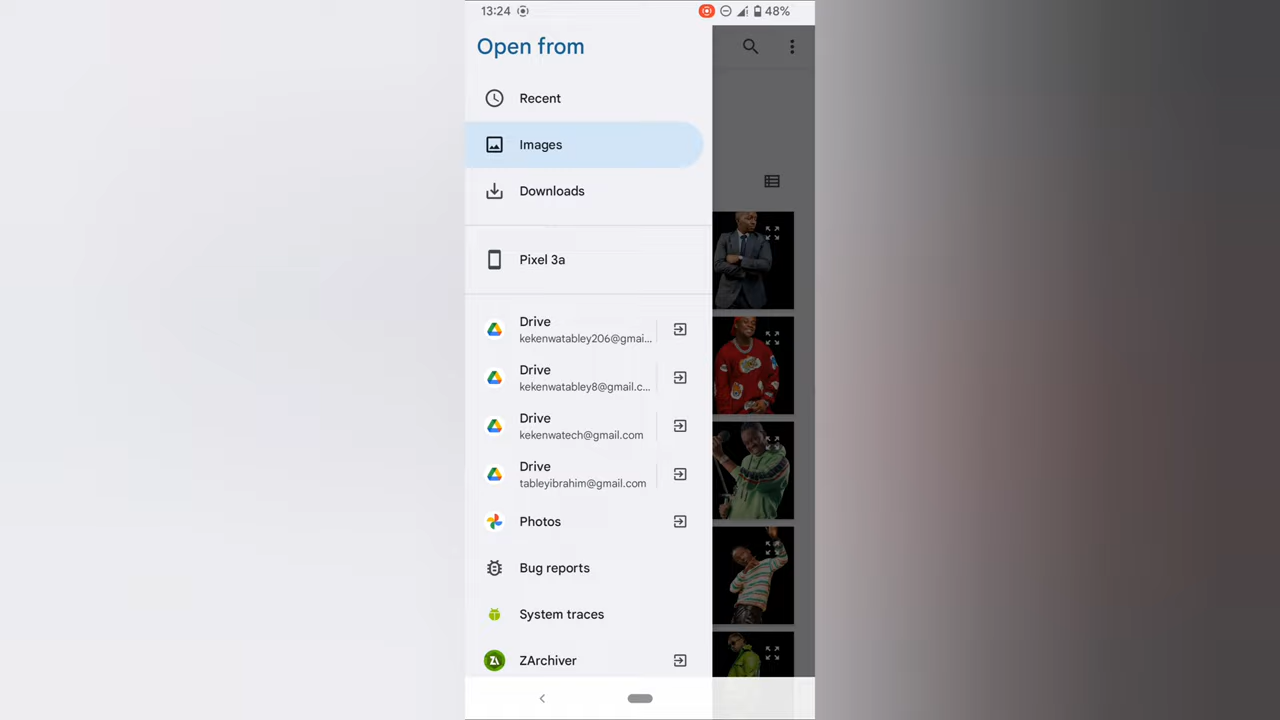 13:24
48%
Open from
Recent
Images
Downloads
Pixel 3a
Drive
kekenwatabley206@gmai...
Drive
kekenwatabley8@gmail.c...
Drive
kekenwatech@gmail.com
Drive
tableyibrahim@gmail.com
Photos
Bug reports
System traces
ZA
ZArchiver